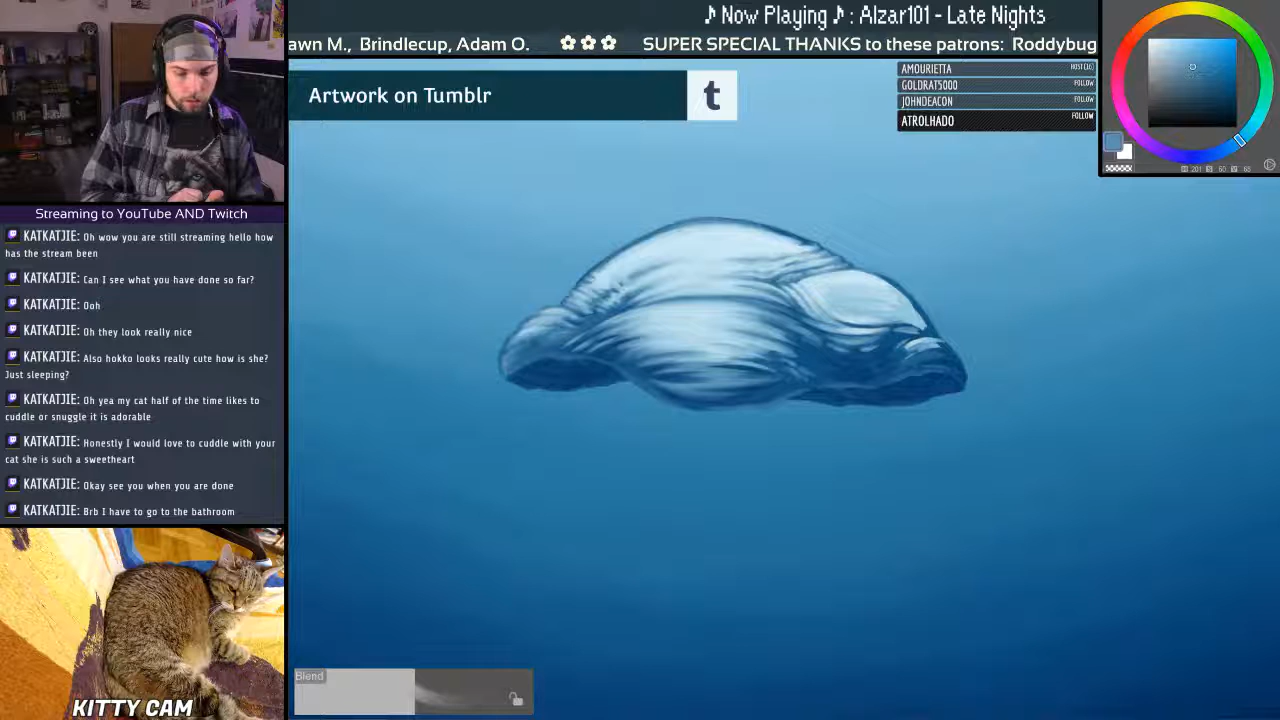 ♪ Now Playing ♪ : Alzar101 - Late Nights
awn M., Brindlecup, Adam O. ✿ ✿ ✿ SUPER SPECIAL THANKS to these patrons: Roddybug
Artwork on Tumblr
t
AMOURIETTA HOST(16)
GOLDRAT5000 FOLLOW
JOHNDEACON FOLLOW
ATROLHADO FOLLOW
Streaming to YouTube AND Twitch
KATKATJIE: Oh wow you are still streaming hello how
has the stream been
KATKATJIE: Can I see what you have done so far?
KATKATJIE: Ooh
KATKATJIE: Oh they look really nice
KATKATJIE: Also hokko looks really cute how is she?
Just sleeping?
KATKATJIE: Oh yea my cat half of the time likes to
cuddle or snuggle it is adorable
KATKATJIE: Honestly I would love to cuddle with your
cat she is such a sweetheart
KATKATJIE: Okay see you when you are done
KATKATJIE: Brb I have to go to the bathroom
KITTY CAM
Blend